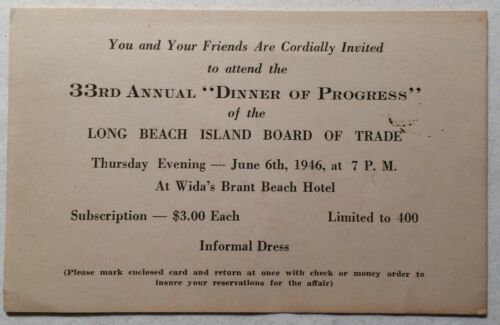 You and Your Friends Are Cordially Invited
to attend the
33RD ANNUAL "DINNER OF PROGRESS"
of the
LONG BEACH ISLAND BOARD OF TRADE
Thursday Evening — June 6th, 1946, at 7 P. M.
At Wida's Brant Beach Hotel
Subscription — $3.00 Each Limited to 400
Informal Dress
(Please mark enclosed card and return at once with check or money order to
insure your reservations for the affair)